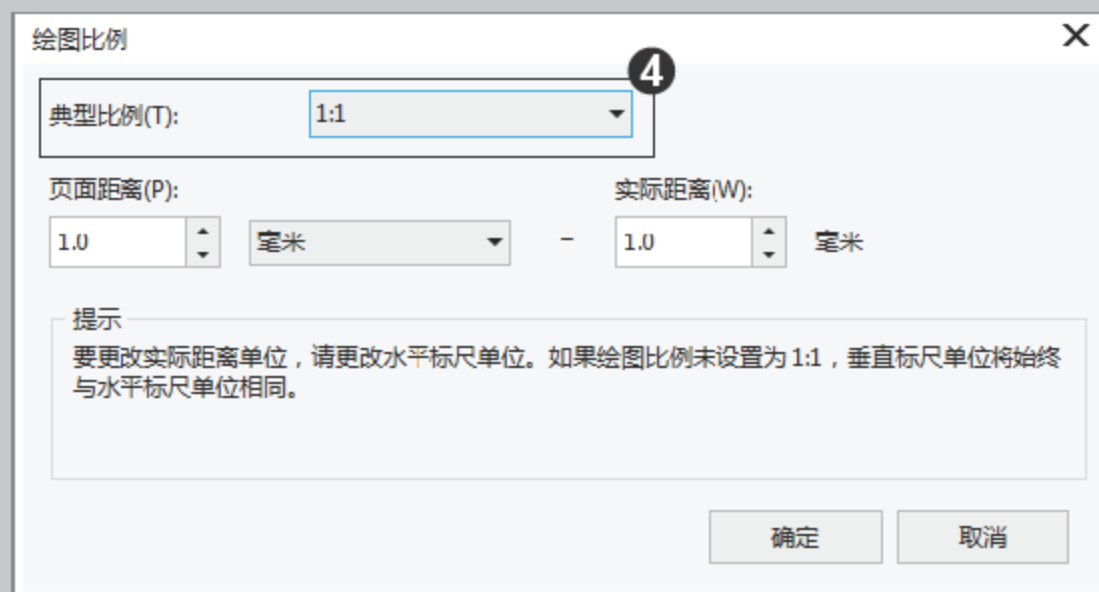 绘图比例
4
典型比例(T): 1:1
页面距离(P): 实际距离(W):
1.0 毫米 - 1.0 毫米
提示
要更改实际距离单位，请更改水平标尺单位。如果绘图比例未设置为 1:1，垂直标尺单位将始终
与水平标尺单位相同。
确定 取消